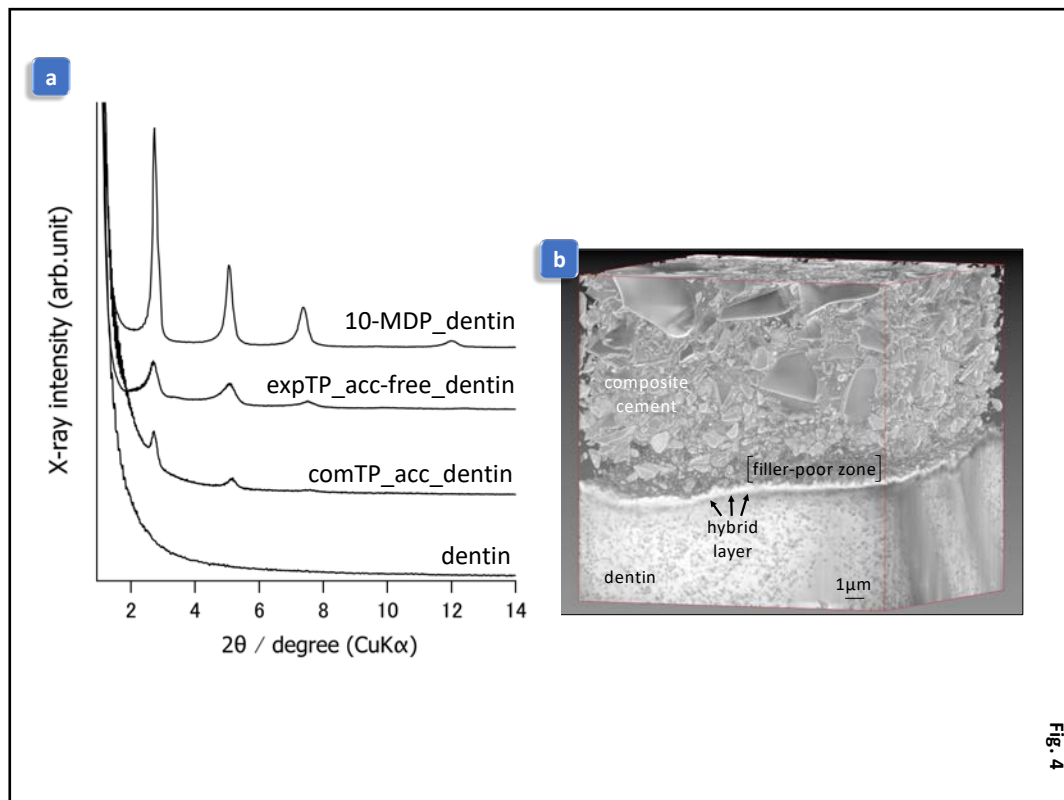 a
X-ray intensity (arb.unit)
10-MDP_dentin
expTP_acc-free_dentin
comTP_acc_dentin
dentin
2 4 6 8 10 12 14
2θ / degree (CuKα)
b
composite
cement
[filler-poor zone]
hybrid
layer
dentin
1μm
Fig. 4